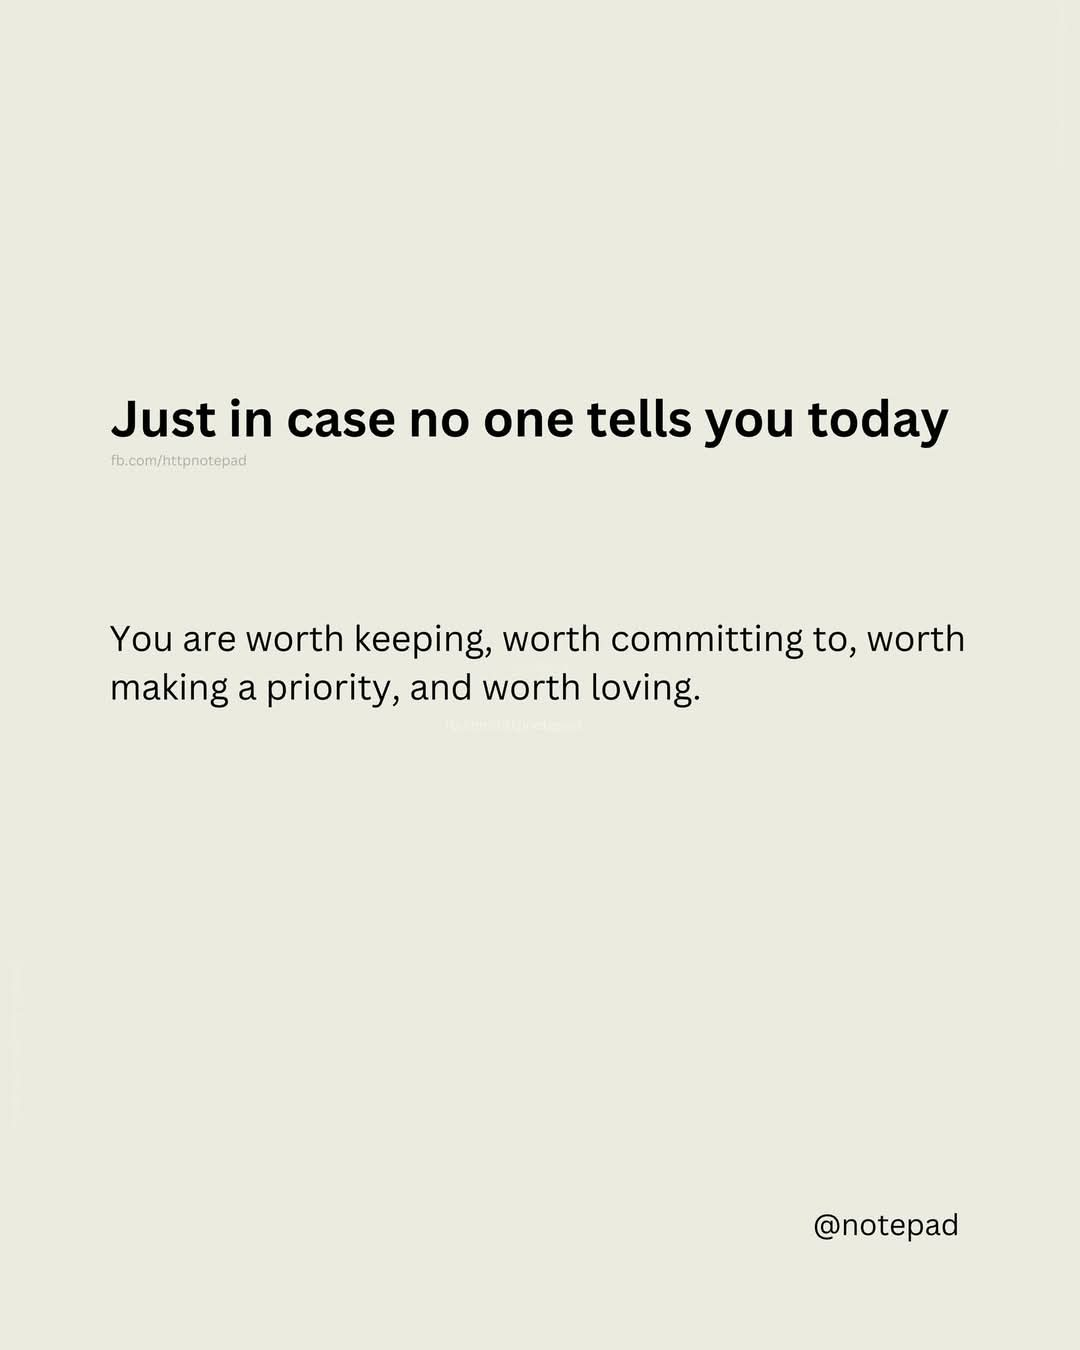 Just in case no one tells you today
fb.com/httpnotepad
You are worth keeping, worth committing to, worth
making a priority, and worth loving.
@notepad